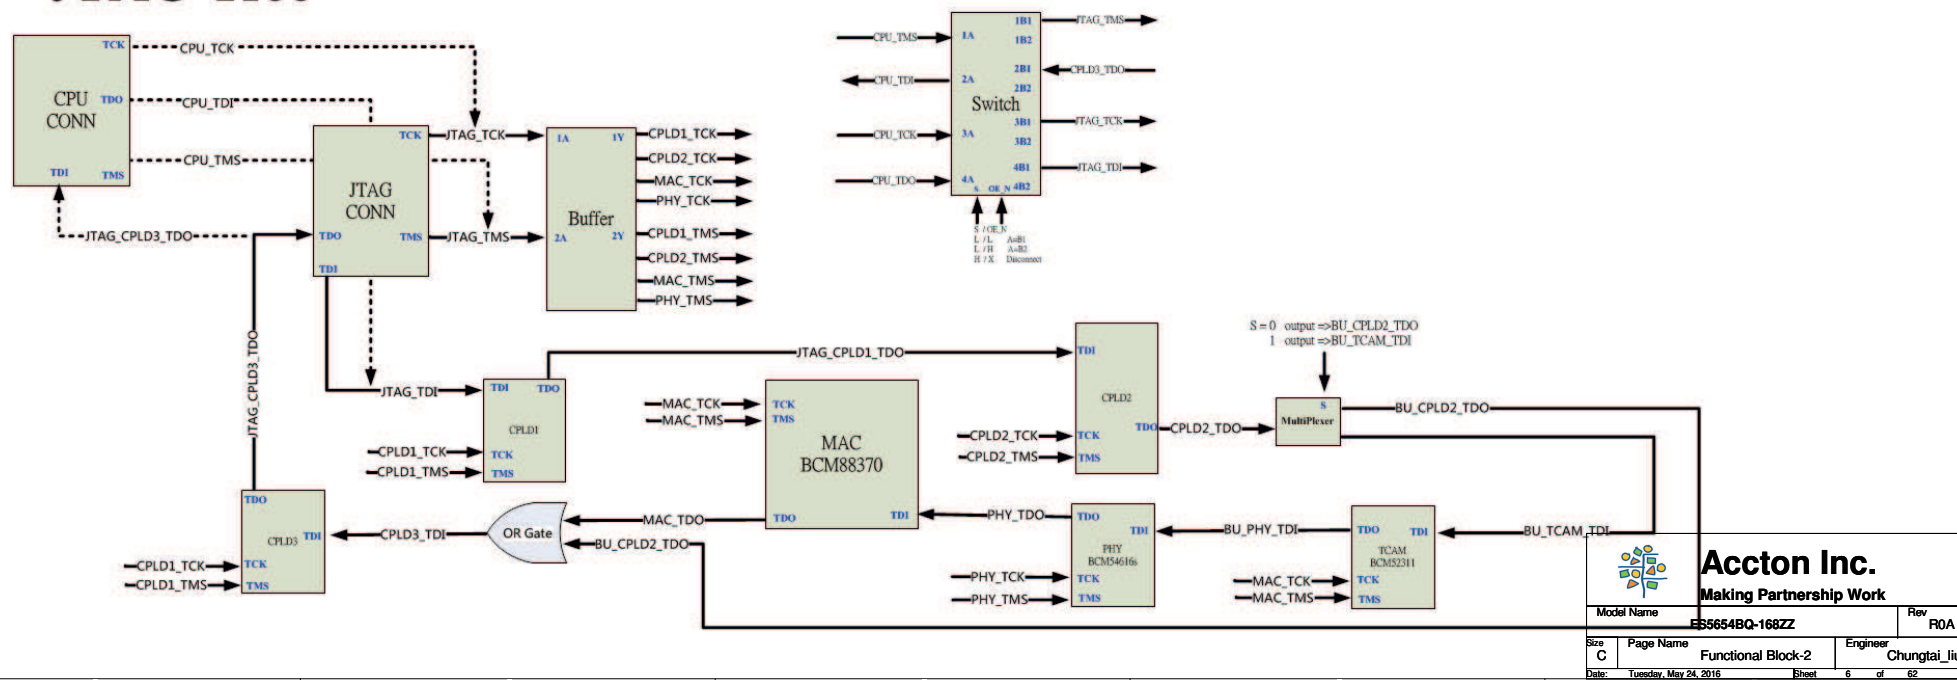 TCK
CPU_TCK
CPU
CONN
TDO
CPU_TDI
CPU_TMS
TDI
TMS
JTAG_CPLD3_TDO
TCK
JTAG
CONN
TDO
TMS
TDI
JTAG_TCK
JTAG_TMS
1A
1Y
Buffer
2A
2Y
CPLD1_TCK
CPLD2_TCK
MAC_TCK
PHY_TCK
CPLD1_TMS
CPLD2_TMS
MAC_TMS
PHY_TMS
CPU_TMS
CPU_TDI
CPU_TCK
CPU_TDO
1A
2A
3A
4A
Switch
1B1
1B2
2B1
2B2
3B1
3B2
4B1
4B2
S
OE_N
JTAG_TMS
CPLD3_TDO
JTAG_TCK
JTAG_TDI
S / OE_N
L / L A=B1
L / H A=B2
H / X Disconnect
JTAG_CPLD3_TDO
JTAG_TDI
TDI
TDO
CPLD1
TCK
TMS
CPLD1_TCK
CPLD1_TMS
JTAG_CPLD1_TDO
MAC_TCK
MAC_TMS
TCK
TMS
MAC
BCM88370
TDO
TDI
TDI
CPLD2
TDO
TCK
TMS
CPLD2_TCK
CPLD2_TMS
CPLD2_TDO
S = 0 output =>BU_CPLD2_TDO
1 output =>BU_TCAM_TDI
S
MultiPlexer
BU_CPLD2_TDO
TDO
CPLD3
TDI
TCK
TMS
CPLD1_TCK
CPLD1_TMS
CPLD3_TDI
OR Gate
MAC_TDO
BU_CPLD2_TDO
PHY_TDO
TDO
TDI
PHY
BCM54616s
TCK
TMS
PHY_TCK
PHY_TMS
BU_PHY_TDI
TDO
TDI
TCAM
BCM52311
TCK
TMS
MAC_TCK
MAC_TMS
BU_TCAM_TDI
Accton Inc.
Making Partnership Work
Model Name
ES5654BQ-168ZZ
Rev
R0A
Size
C
Page Name
Functional Block-2
Engineer
Chungtai_liu
Date: Tuesday, May 24, 2016 Sheet 6 of 62